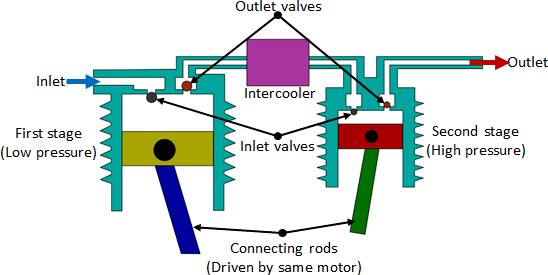 Outlet valves
Inlet
Outlet
Intercooler
First stage
(Low pressure)
Inlet valves
Second stage
(High pressure)
Connecting rods
(Driven by same motor)